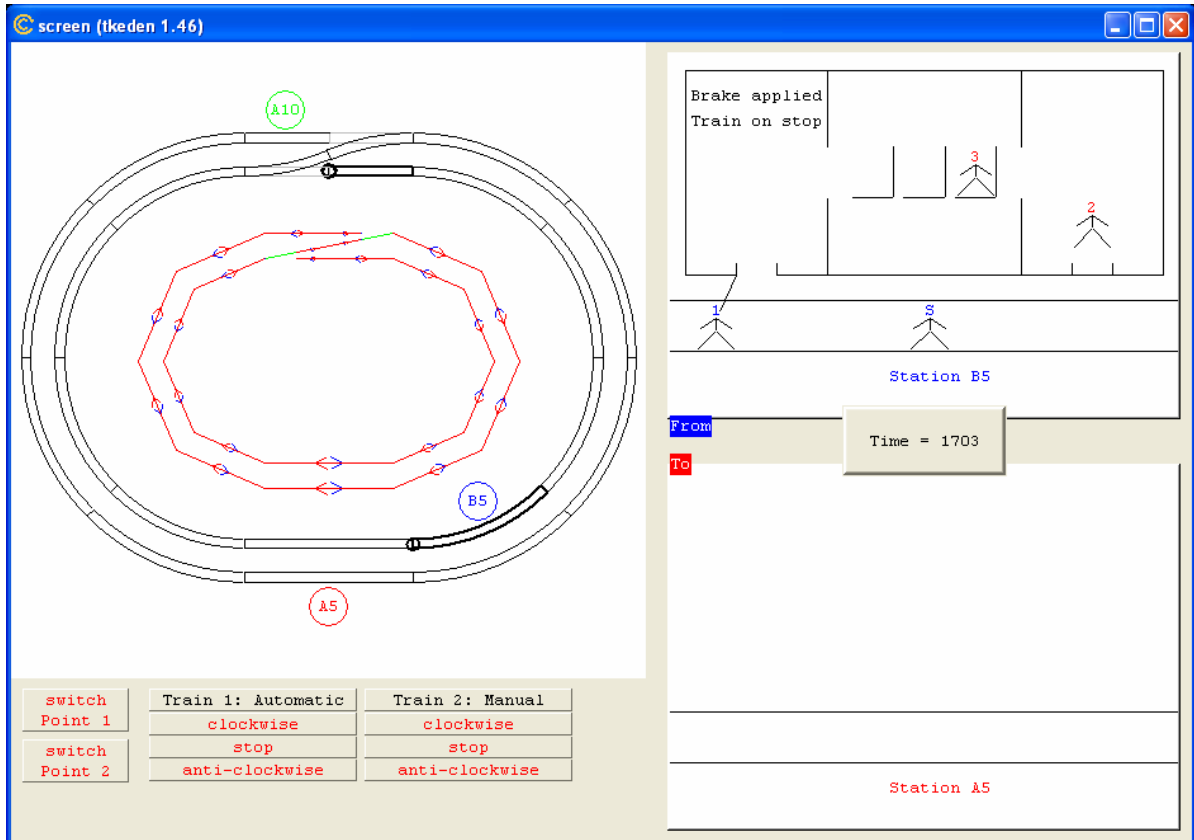 screen (tkeden 1.46)
A10
B5
A5
switch
Point 1
switch
Point 2
Train 1: Automatic
clockwise
stop
anti-clockwise
Train 2: Manual
clockwise
stop
anti-clockwise
Brake applied
Train on stop
3
2
1
S
Station B5
From
Time = 1703
To
Station A5